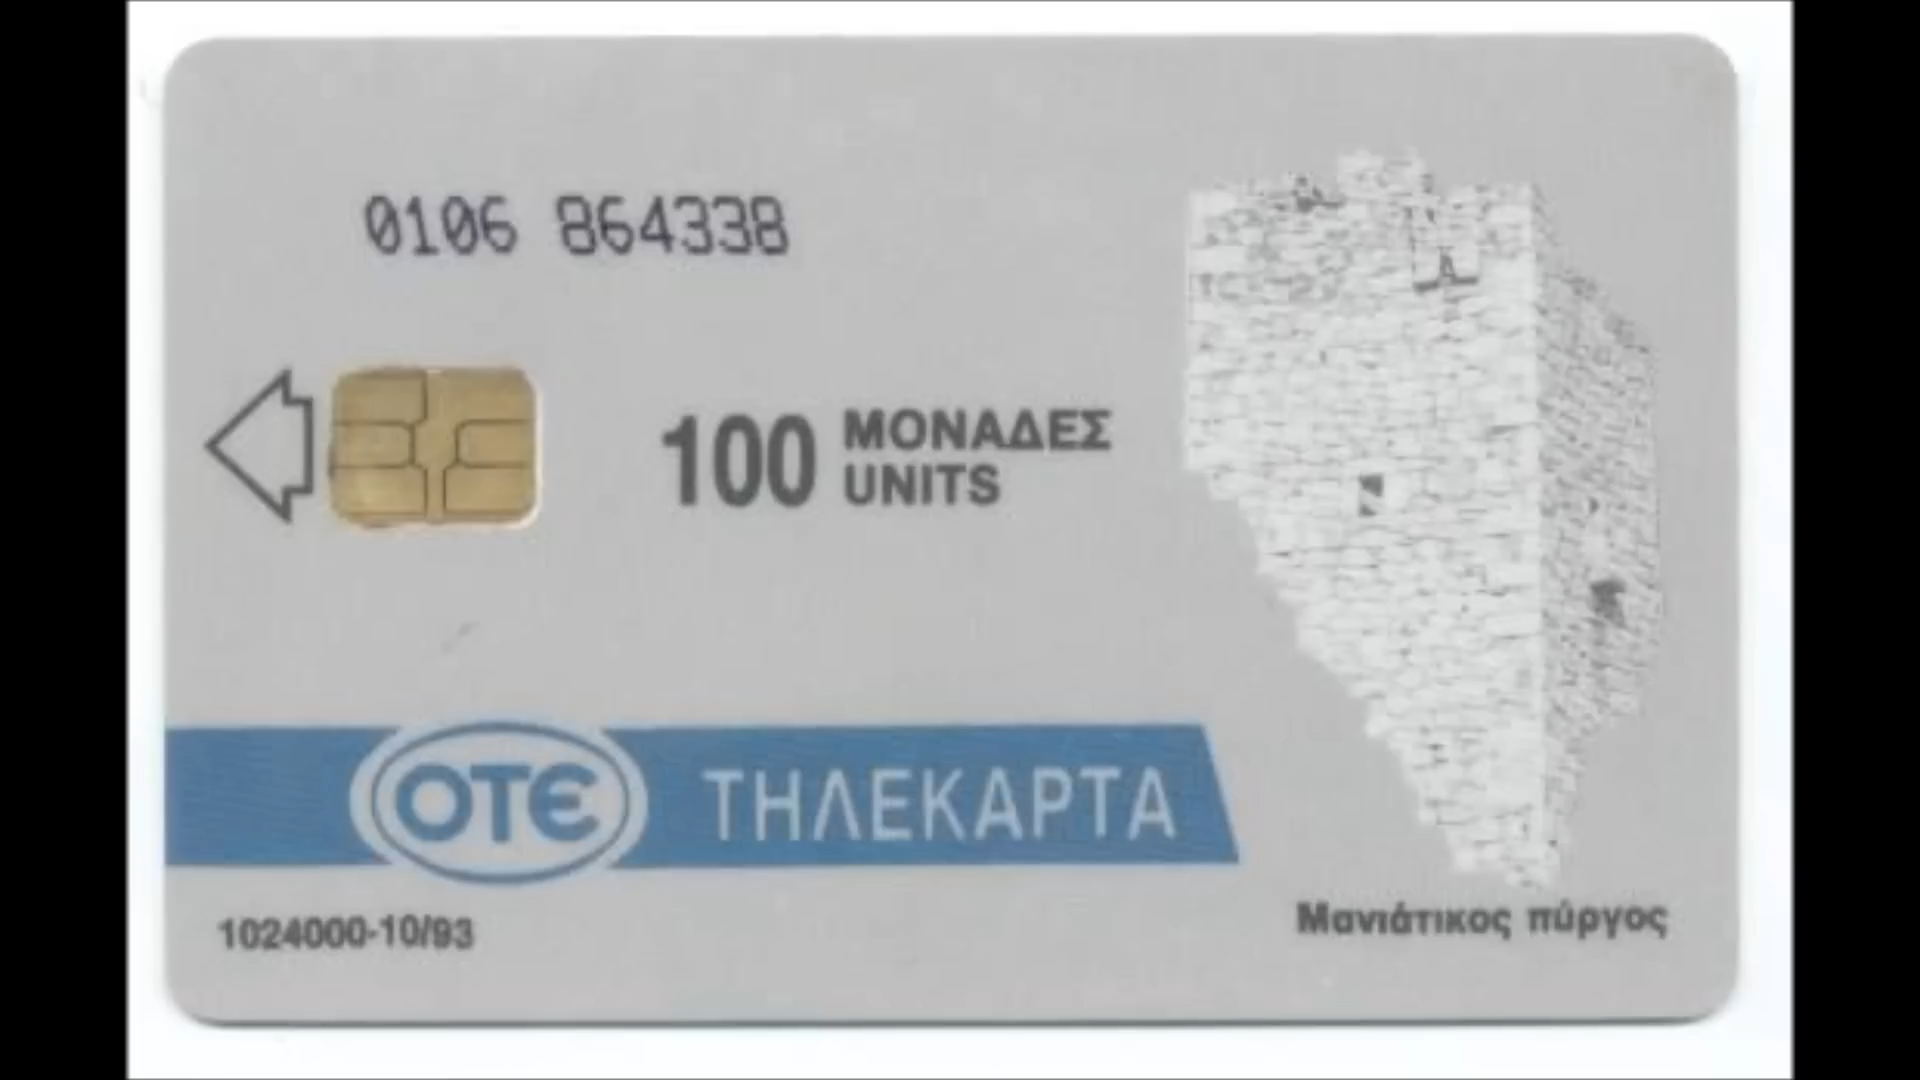 0106 864338
100 ΜΟΝΑΔΕΣ
UNITS
ΟΤΕ ΤΗΛΕΚΑΡΤΑ
1024000-10/93
Μανιάτικος πύργος